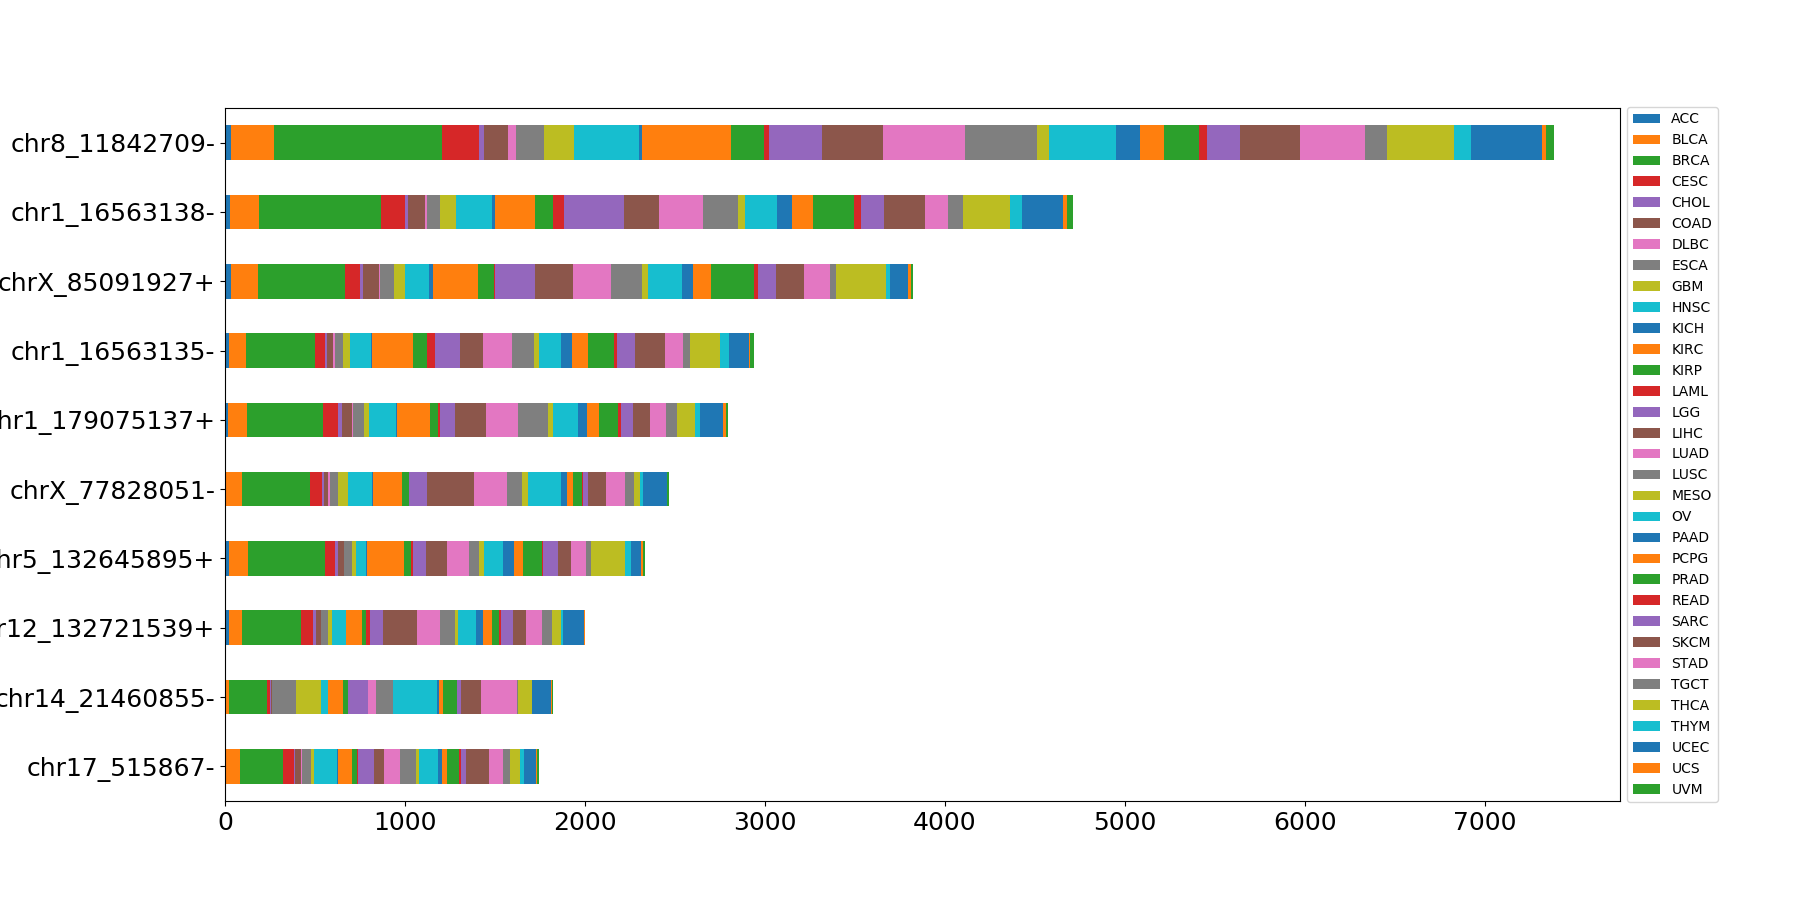 chr8_11842709-
chr1_16563138-
chrX_85091927+
chr1_16563135-
hr1_179075137+
chrX_77828051-
hr5_132645895+
r12_132721539+
chr14_21460855-
chr17_515867-
0 1000 2000 3000 4000 5000 6000 7000
ACC
BLCA
BRCA
CESC
CHOL
COAD
DLBC
ESCA
GBM
HNSC
KICH
KIRC
KIRP
LAML
LGG
LIHC
LUAD
LUSC
MESO
OV
PAAD
PCPG
PRAD
READ
SARC
SKCM
STAD
TGCT
THCA
THYM
UCEC
UCS
UVM